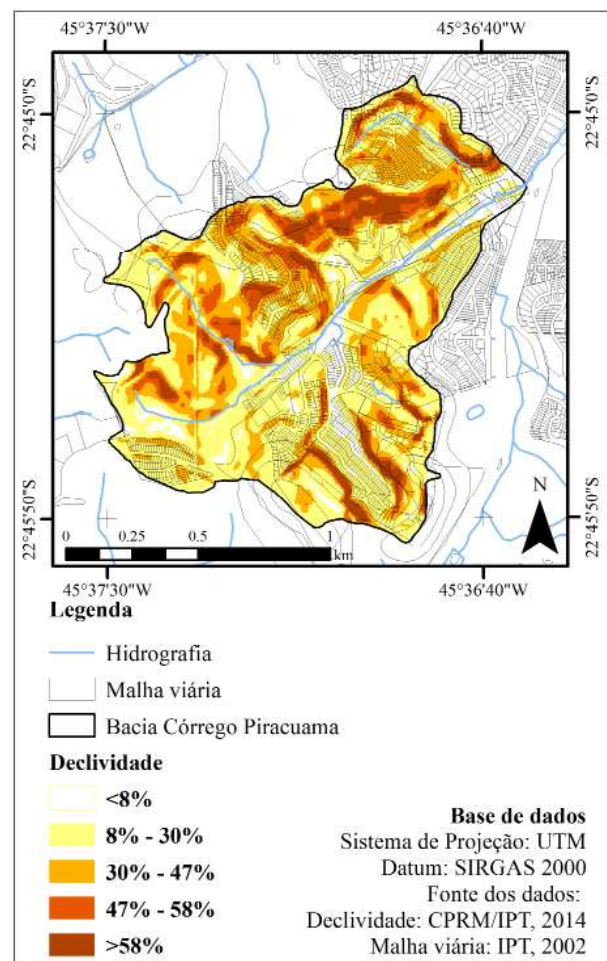 45°37'30"W
45°36'40"W
22°45'0"S
22°45'0"S
22°45'50"S
22°45'50"S
N
0 0.25 0.5 1
km
45°37'30"W
45°36'40"W
Legenda
Hidrografia
Malha viária
Bacia Córrego Piracuama
Declividade
<8%
8% - 30%
30% - 47%
47% - 58%
>58%
Base de dados
Sistema de Projeção: UTM
Datum: SIRGAS 2000
Fonte dos dados:
Declividade: CPRM/IPT, 2014
Malha viária: IPT, 2002